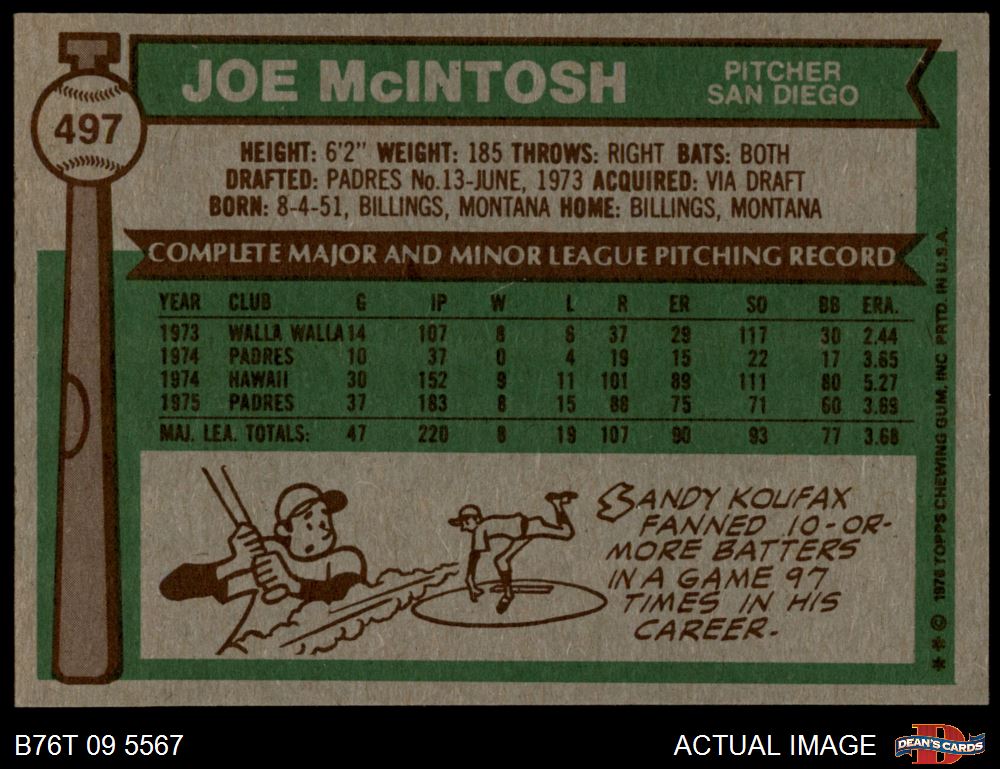 497
JOE McINTOSH
PITCHER
SAN DIEGO
HEIGHT: 6'2" WEIGHT: 185 THROWS: RIGHT BATS: BOTH
DRAFTED: PADRES No.13-JUNE, 1973 ACQUIRED: VIA DRAFT
BORN: 8-4-51, BILLINGS, MONTANA HOME: BILLINGS, MONTANA
COMPLETE MAJOR AND MINOR LEAGUE PITCHING RECORD
YEAR CLUB G IP W L R ER SO BB ERA.
1973 WALLA WALLA 14 107 8 6 37 29 117 30 2.44
1974 PADRES 10 37 0 4 19 15 22 17 3.65
1974 HAWAII 30 152 9 11 101 89 111 80 5.27
1975 PADRES 37 183 8 15 88 75 71 60 3.69
MAJ. LEA. TOTALS: 47 220 8 19 107 90 93 77 3.68
SANDY KOUFAX
FANNED 10-OR-
MORE BATTERS
IN A GAME 97
TIMES IN HIS
CAREER.
** © 1976 TOPPS CHEWING GUM, INC PRTD. IN U.S.A.
B76T 09 5567
ACTUAL IMAGE
D
DEAN'S CARDS